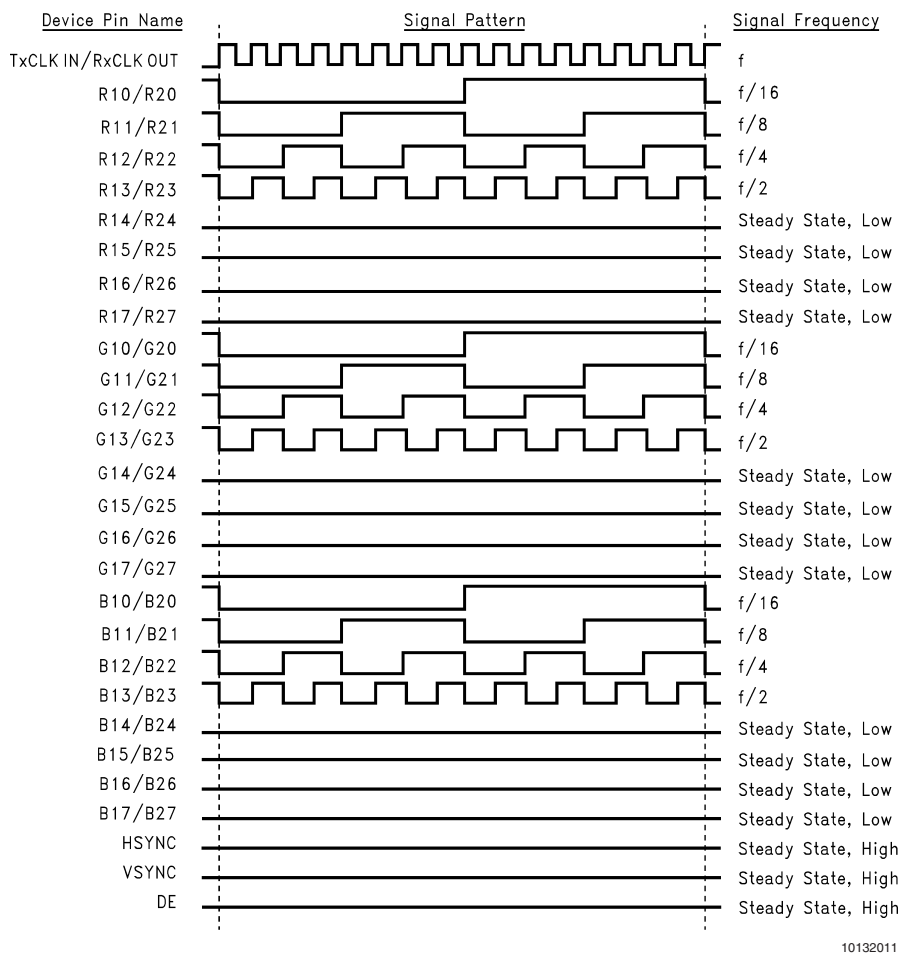 Device Pin Name Signal Pattern Signal Frequency
TxCLK IN/RxCLK OUT f
R10/R20 f/16
R11/R21 f/8
R12/R22 f/4
R13/R23 f/2
R14/R24 Steady State, Low
R15/R25 Steady State, Low
R16/R26 Steady State, Low
R17/R27 Steady State, Low
G10/G20 f/16
G11/G21 f/8
G12/G22 f/4
G13/G23 f/2
G14/G24 Steady State, Low
G15/G25 Steady State, Low
G16/G26 Steady State, Low
G17/G27 Steady State, Low
B10/B20 f/16
B11/B21 f/8
B12/B22 f/4
B13/B23 f/2
B14/B24 Steady State, Low
B15/B25 Steady State, Low
B16/B26 Steady State, Low
B17/B27 Steady State, Low
HSYNC Steady State, High
VSYNC Steady State, High
DE Steady State, High
10132011